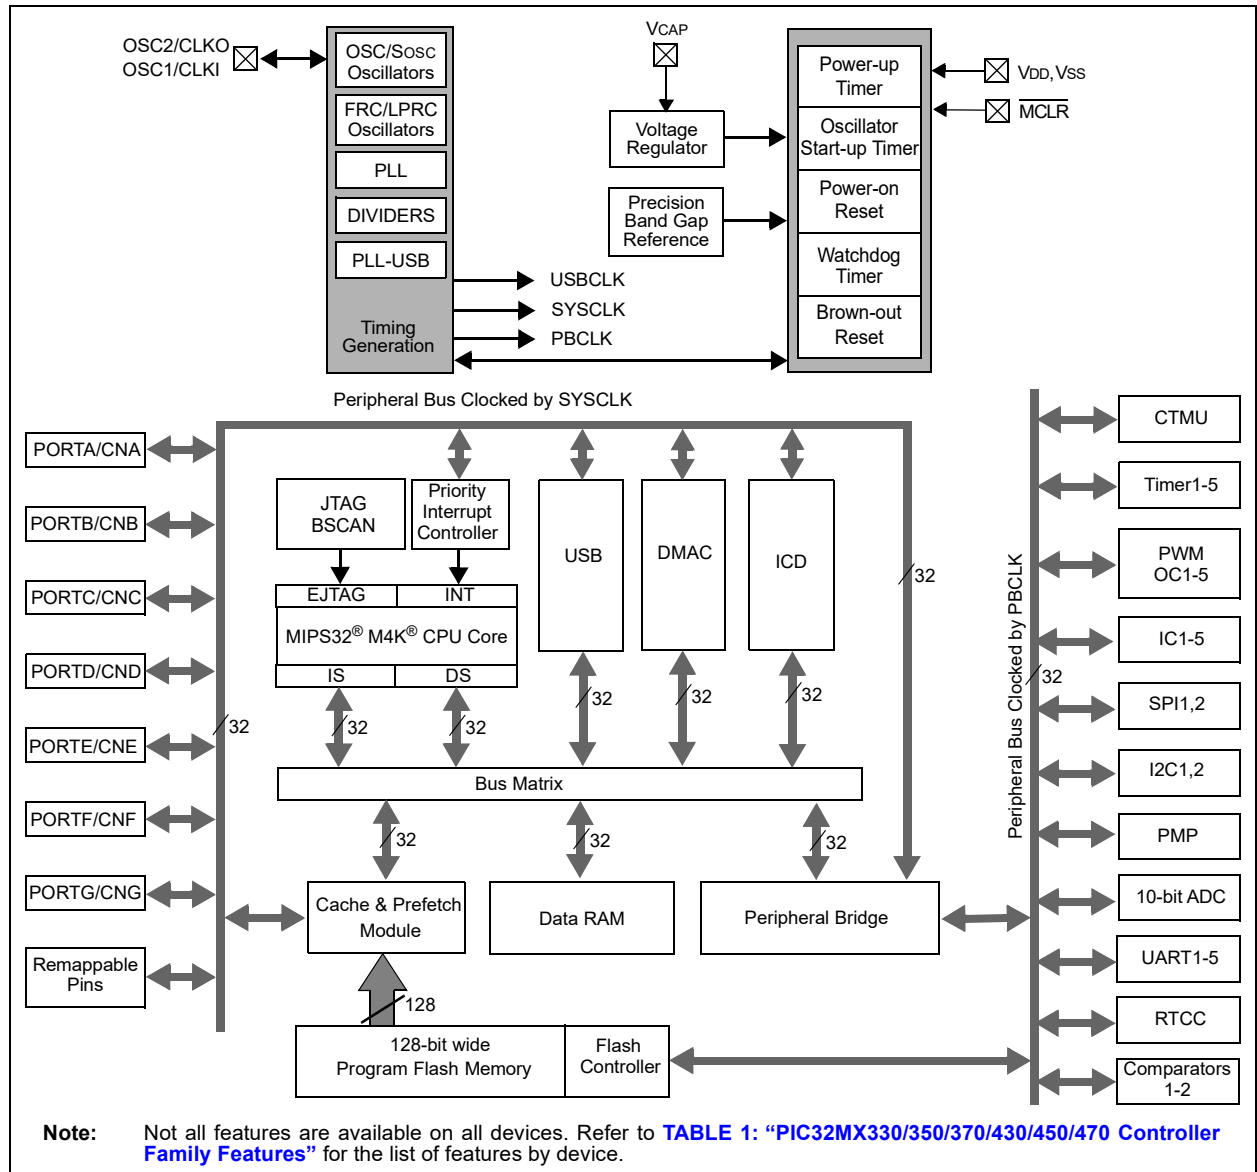 OSC2/CLKO
OSC1/CLKI
OSC/SOSC
Oscillators
FRC/LPRC
Oscillators
PLL
DIVIDERS
PLL-USB
Timing
Generation
USBCLK
SYSCLK
PBCLK
VCAP
Voltage
Regulator
Precision
Band Gap
Reference
Power-up
Timer
Oscillator
Start-up Timer
Power-on
Reset
Watchdog
Timer
Brown-out
Reset
VDD, VSS
MCLR
Peripheral Bus Clocked by SYSCLK
PORTA/CNA
PORTB/CNB
PORTC/CNC
PORTD/CND
PORTE/CNE
PORTF/CNF
PORTG/CNG
Remappable
Pins
32
JTAG
BSCAN
Priority
Interrupt
Controller
EJTAG
INT
MIPS32® M4K® CPU Core
IS
DS
32
32
USB
32
DMAC
32
ICD
32
32
Bus Matrix
32
32
32
Cache & Prefetch
Module
Data RAM
Peripheral Bridge
128
128-bit wide
Program Flash Memory
Flash
Controller
Peripheral Bus Clocked by PBCLK
32
CTMU
Timer1-5
PWM
OC1-5
IC1-5
SPI1,2
I2C1,2
PMP
10-bit ADC
UART1-5
RTCC
Comparators
1-2
Note: Not all features are available on all devices. Refer to TABLE 1: “PIC32MX330/350/370/430/450/470 Controller
Family Features” for the list of features by device.